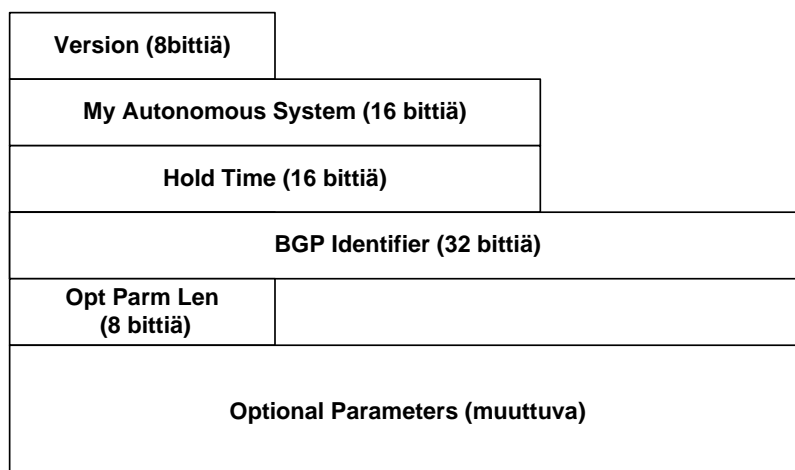 Version (8bittiä)
My Autonomous System (16 bittiä)
Hold Time (16 bittiä)
BGP Identifier (32 bittiä)
Opt Parm Len
(8 bittiä)
Optional Parameters (muuttuva)